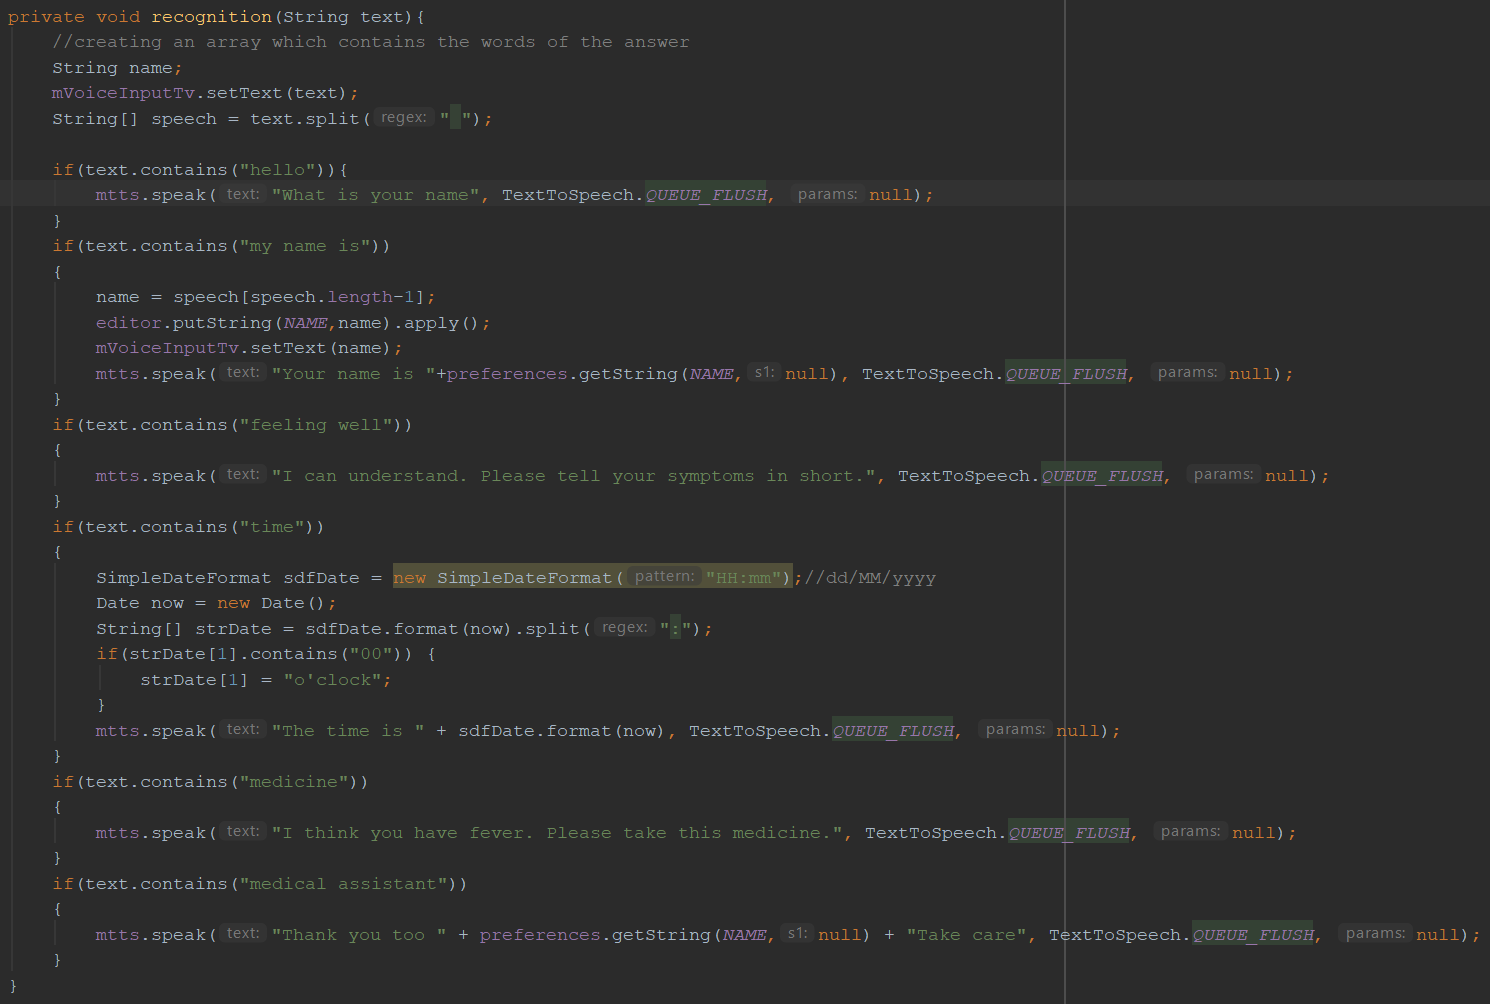 private void recognition(String text){
    //creating an array which contains the words of the answer
    String name;
    mVoiceInputTv.setText(text);
    String[] speech = text.split( regex: " ");

    if(text.contains("hello")){
        mtts.speak( text: "What is your name", TextToSpeech.QUEUE_FLUSH,  params: null);
    }
    if(text.contains("my name is"))
    {
        name = speech[speech.length-1];
        editor.putString(NAME,name).apply();
        mVoiceInputTv.setText(name);
        mtts.speak( text: "Your name is "+preferences.getString(NAME, s1: null), TextToSpeech.QUEUE_FLUSH,  params: null);
    }
    if(text.contains("feeling well"))
    {
        mtts.speak( text: "I can understand. Please tell your symptoms in short.", TextToSpeech.QUEUE_FLUSH,  params: null);
    }
    if(text.contains("time"))
    {
        SimpleDateFormat sdfDate = new SimpleDateFormat( pattern: "HH:mm");//dd/MM/yyyy
        Date now = new Date();
        String[] strDate = sdfDate.format(now).split( regex: ":");
        if(strDate[1].contains("00")) {
            strDate[1] = "o'clock";
        }
        mtts.speak( text: "The time is " + sdfDate.format(now), TextToSpeech.QUEUE_FLUSH,  params: null);
    }
    if(text.contains("medicine"))
    {
        mtts.speak( text: "I think you have fever. Please take this medicine.", TextToSpeech.QUEUE_FLUSH,  params: null);
    }
    if(text.contains("medical assistant"))
    {
        mtts.speak( text: "Thank you too " + preferences.getString(NAME, s1: null) + "Take care", TextToSpeech.QUEUE_FLUSH,  params: null);
    }
}